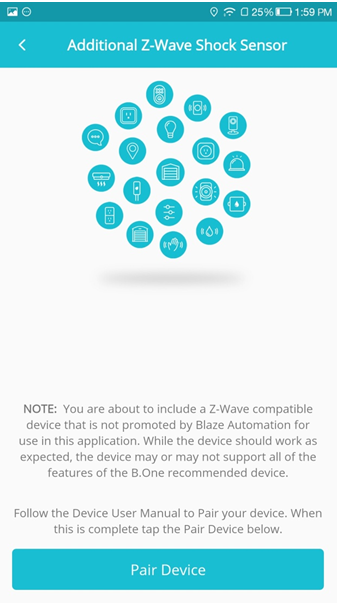 25% 1:59 PM
Additional Z-Wave Shock Sensor
NOTE: You are about to include a Z-Wave compatible
device that is not promoted by Blaze Automation for
use in this application. While the device should work as
expected, the device may or may not support all of the
features of the B.One recommended device.
Follow the Device User Manual to Pair your device. When
this is complete tap the Pair Device below.
Pair Device